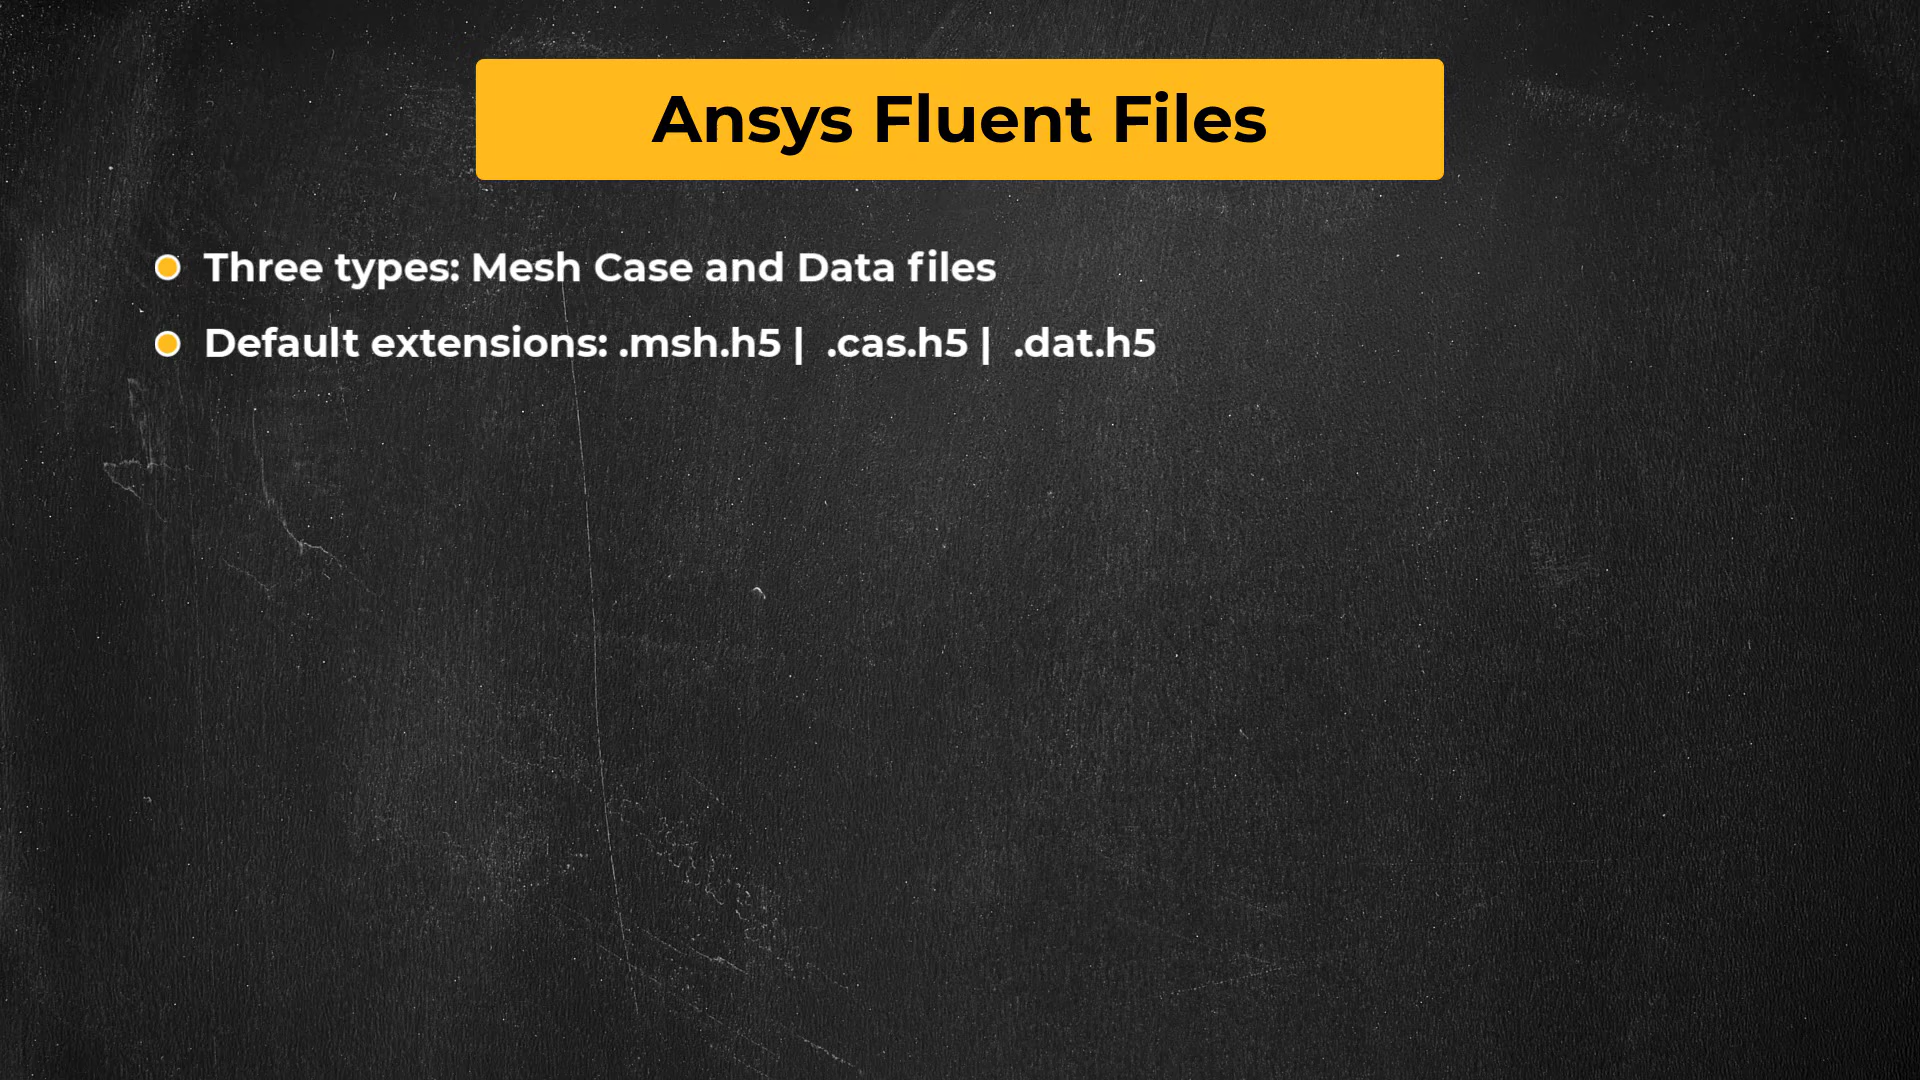 Ansys Fluent Files
Three types: Mesh Case and Data files
Default extensions: .msh.h5 |  .cas.h5 |  .dat.h5